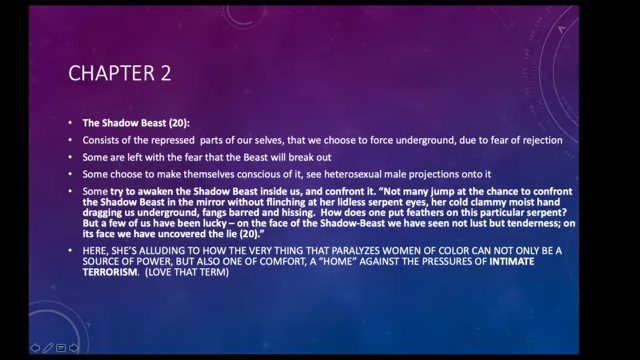 CHAPTER 2
• The Shadow Beast (20):
• Consists of the repressed parts of our selves, that we choose to force underground, due to fear of rejection
• Some are left with the fear that the Beast will break out
• Some choose to make themselves conscious of it, see heterosexual male projections onto it
• Some try to awaken the Shadow Beast inside us, and confront it. “Not many jump at the chance to confront
the Shadow Beast in the mirror without flinching at her lidless serpent eyes, her cold clammy moist hand
dragging us underground, fangs barred and hissing. How does one put feathers on this particular serpent?
But a few of us have been lucky – on the face of the Shadow-Beast we have seen not lust but tenderness; on
its face we have uncovered the lie (20).”
• HERE, SHE’S ALLUDING TO HOW THE VERY THING THAT PARALYZES WOMEN OF COLOR CAN NOT ONLY BE A
SOURCE OF POWER, BUT ALSO ONE OF COMFORT, A “HOME” AGAINST THE PRESSURES OF INTIMATE
TERRORISM. (LOVE THAT TERM)